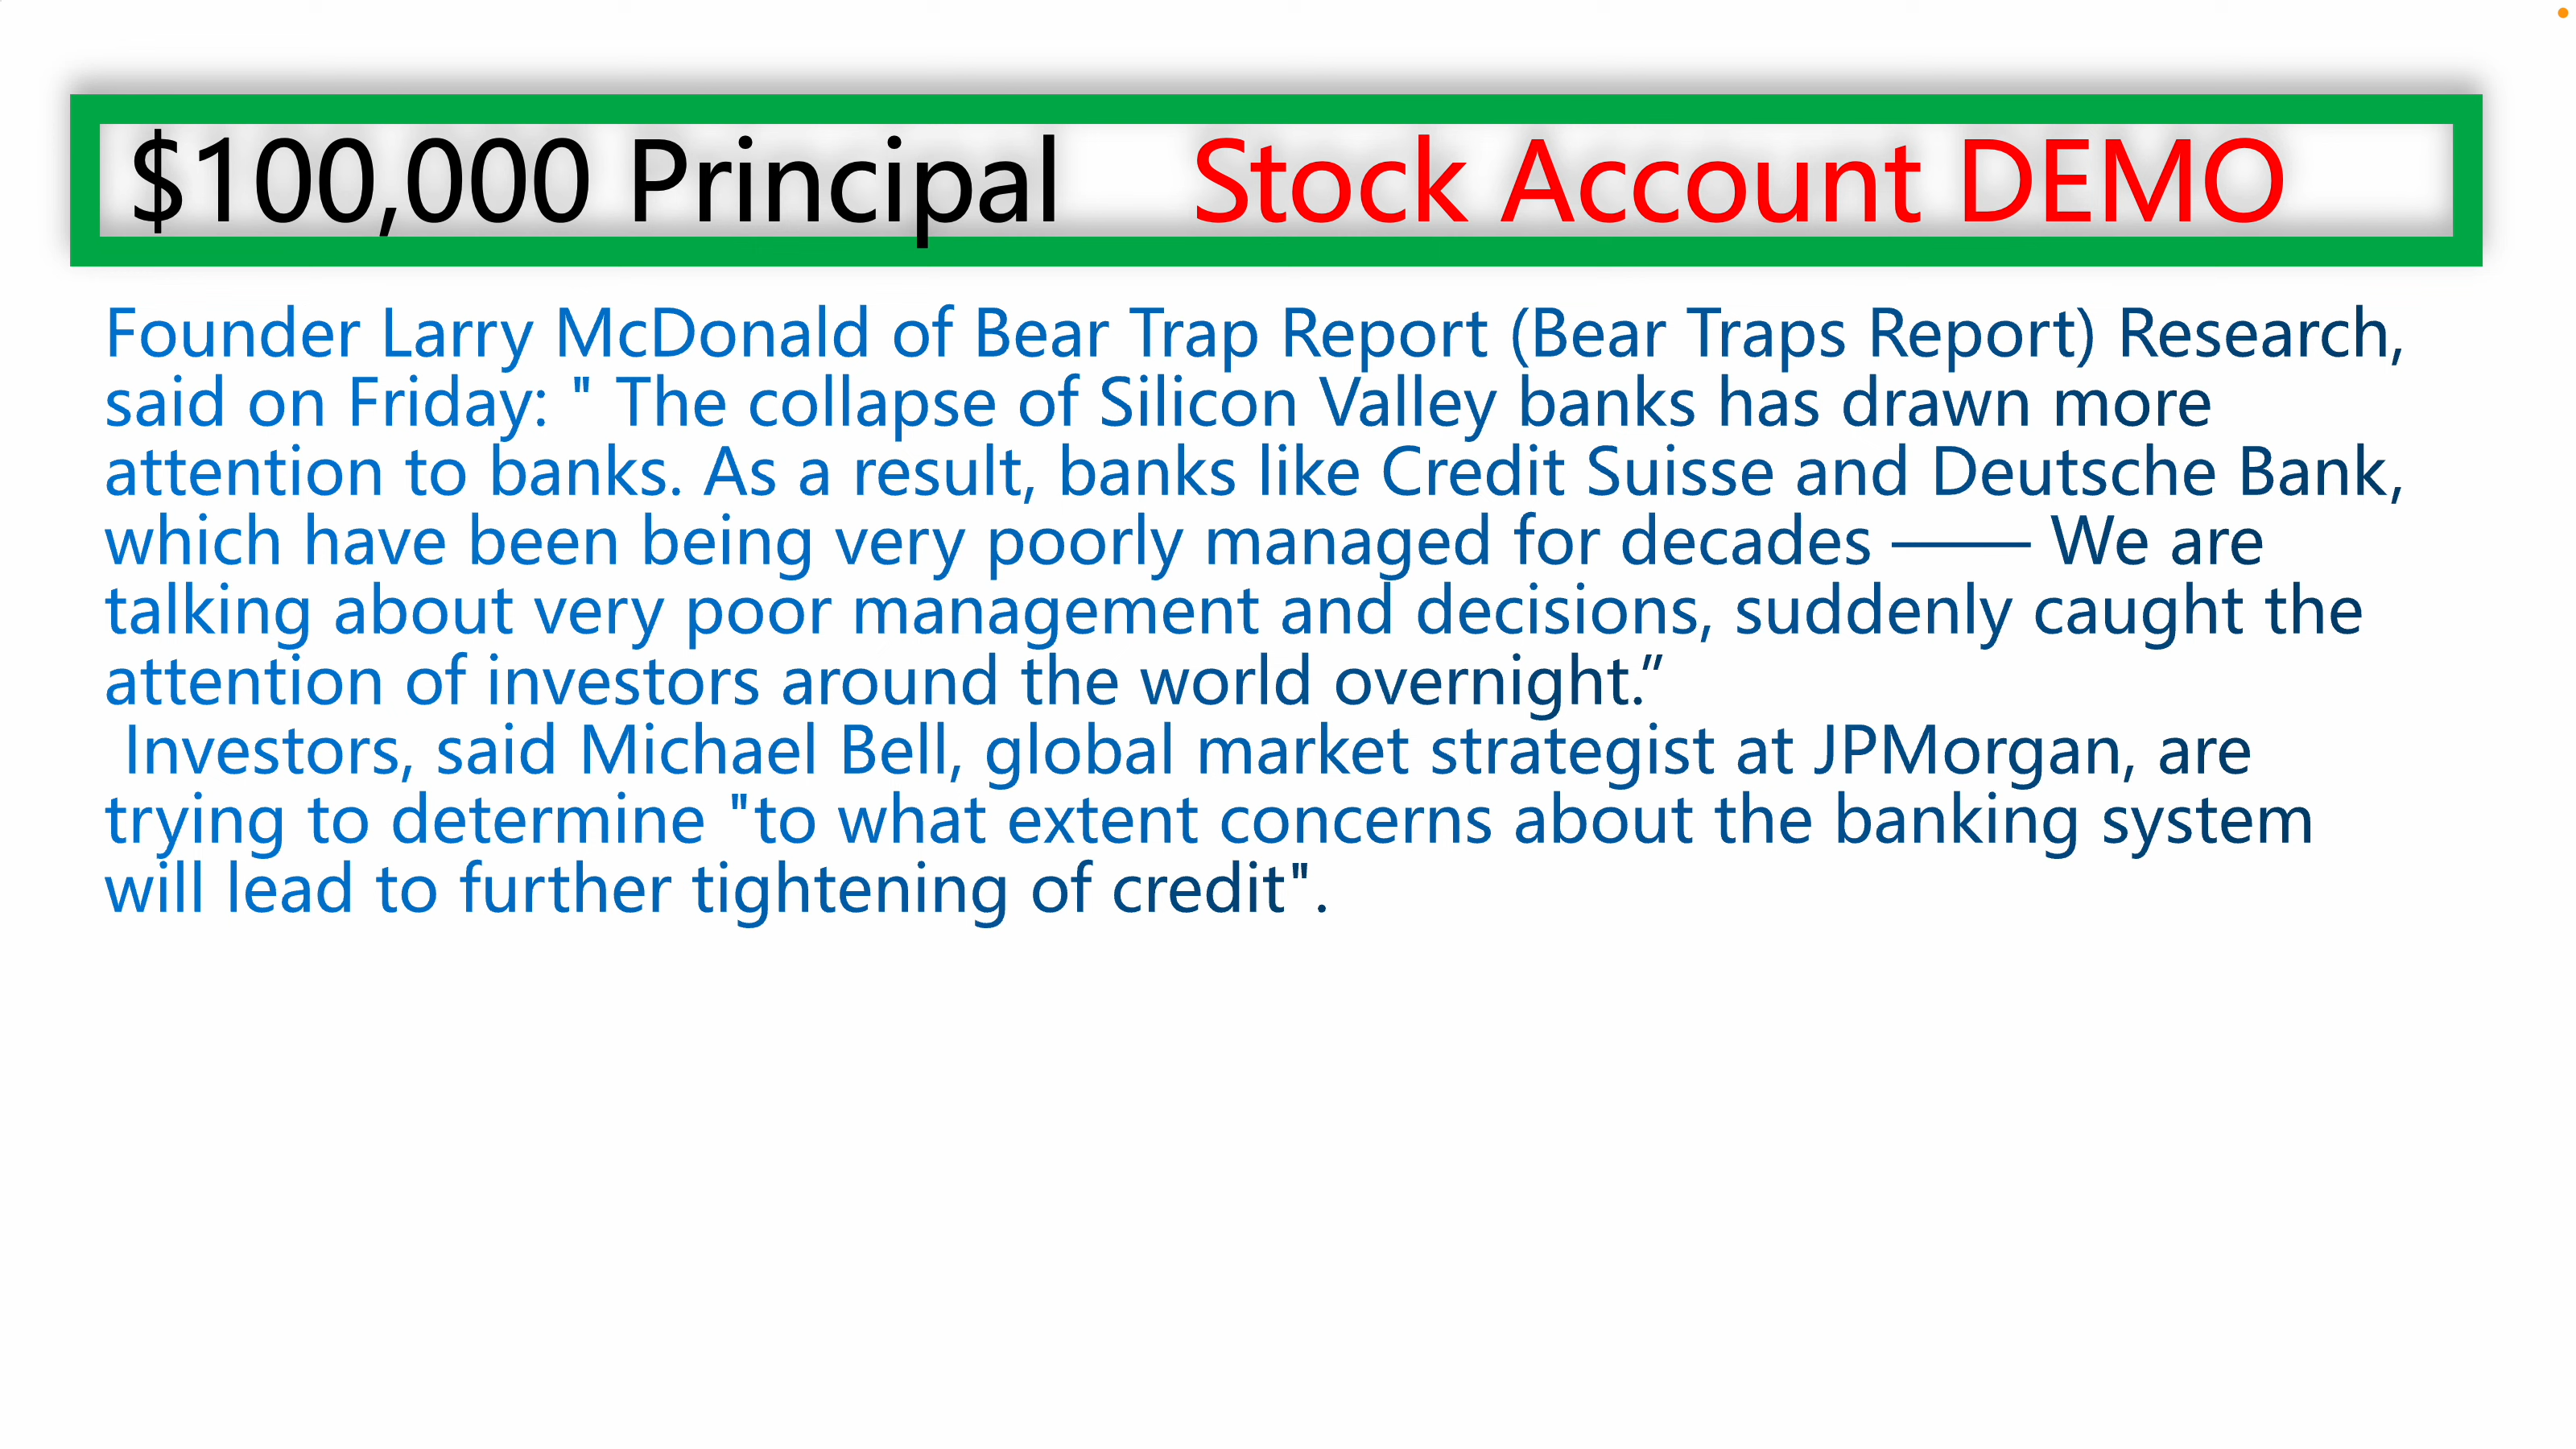 $100,000 Principal Stock Account DEMO
Founder Larry McDonald of Bear Trap Report (Bear Traps Report) Research,
said on Friday: " The collapse of Silicon Valley banks has drawn more
attention to banks. As a result, banks like Credit Suisse and Deutsche Bank,
which have been being very poorly managed for decades —— We are
talking about very poor management and decisions, suddenly caught the
attention of investors around the world overnight.”
Investors, said Michael Bell, global market strategist at JPMorgan, are
trying to determine "to what extent concerns about the banking system
will lead to further tightening of credit".